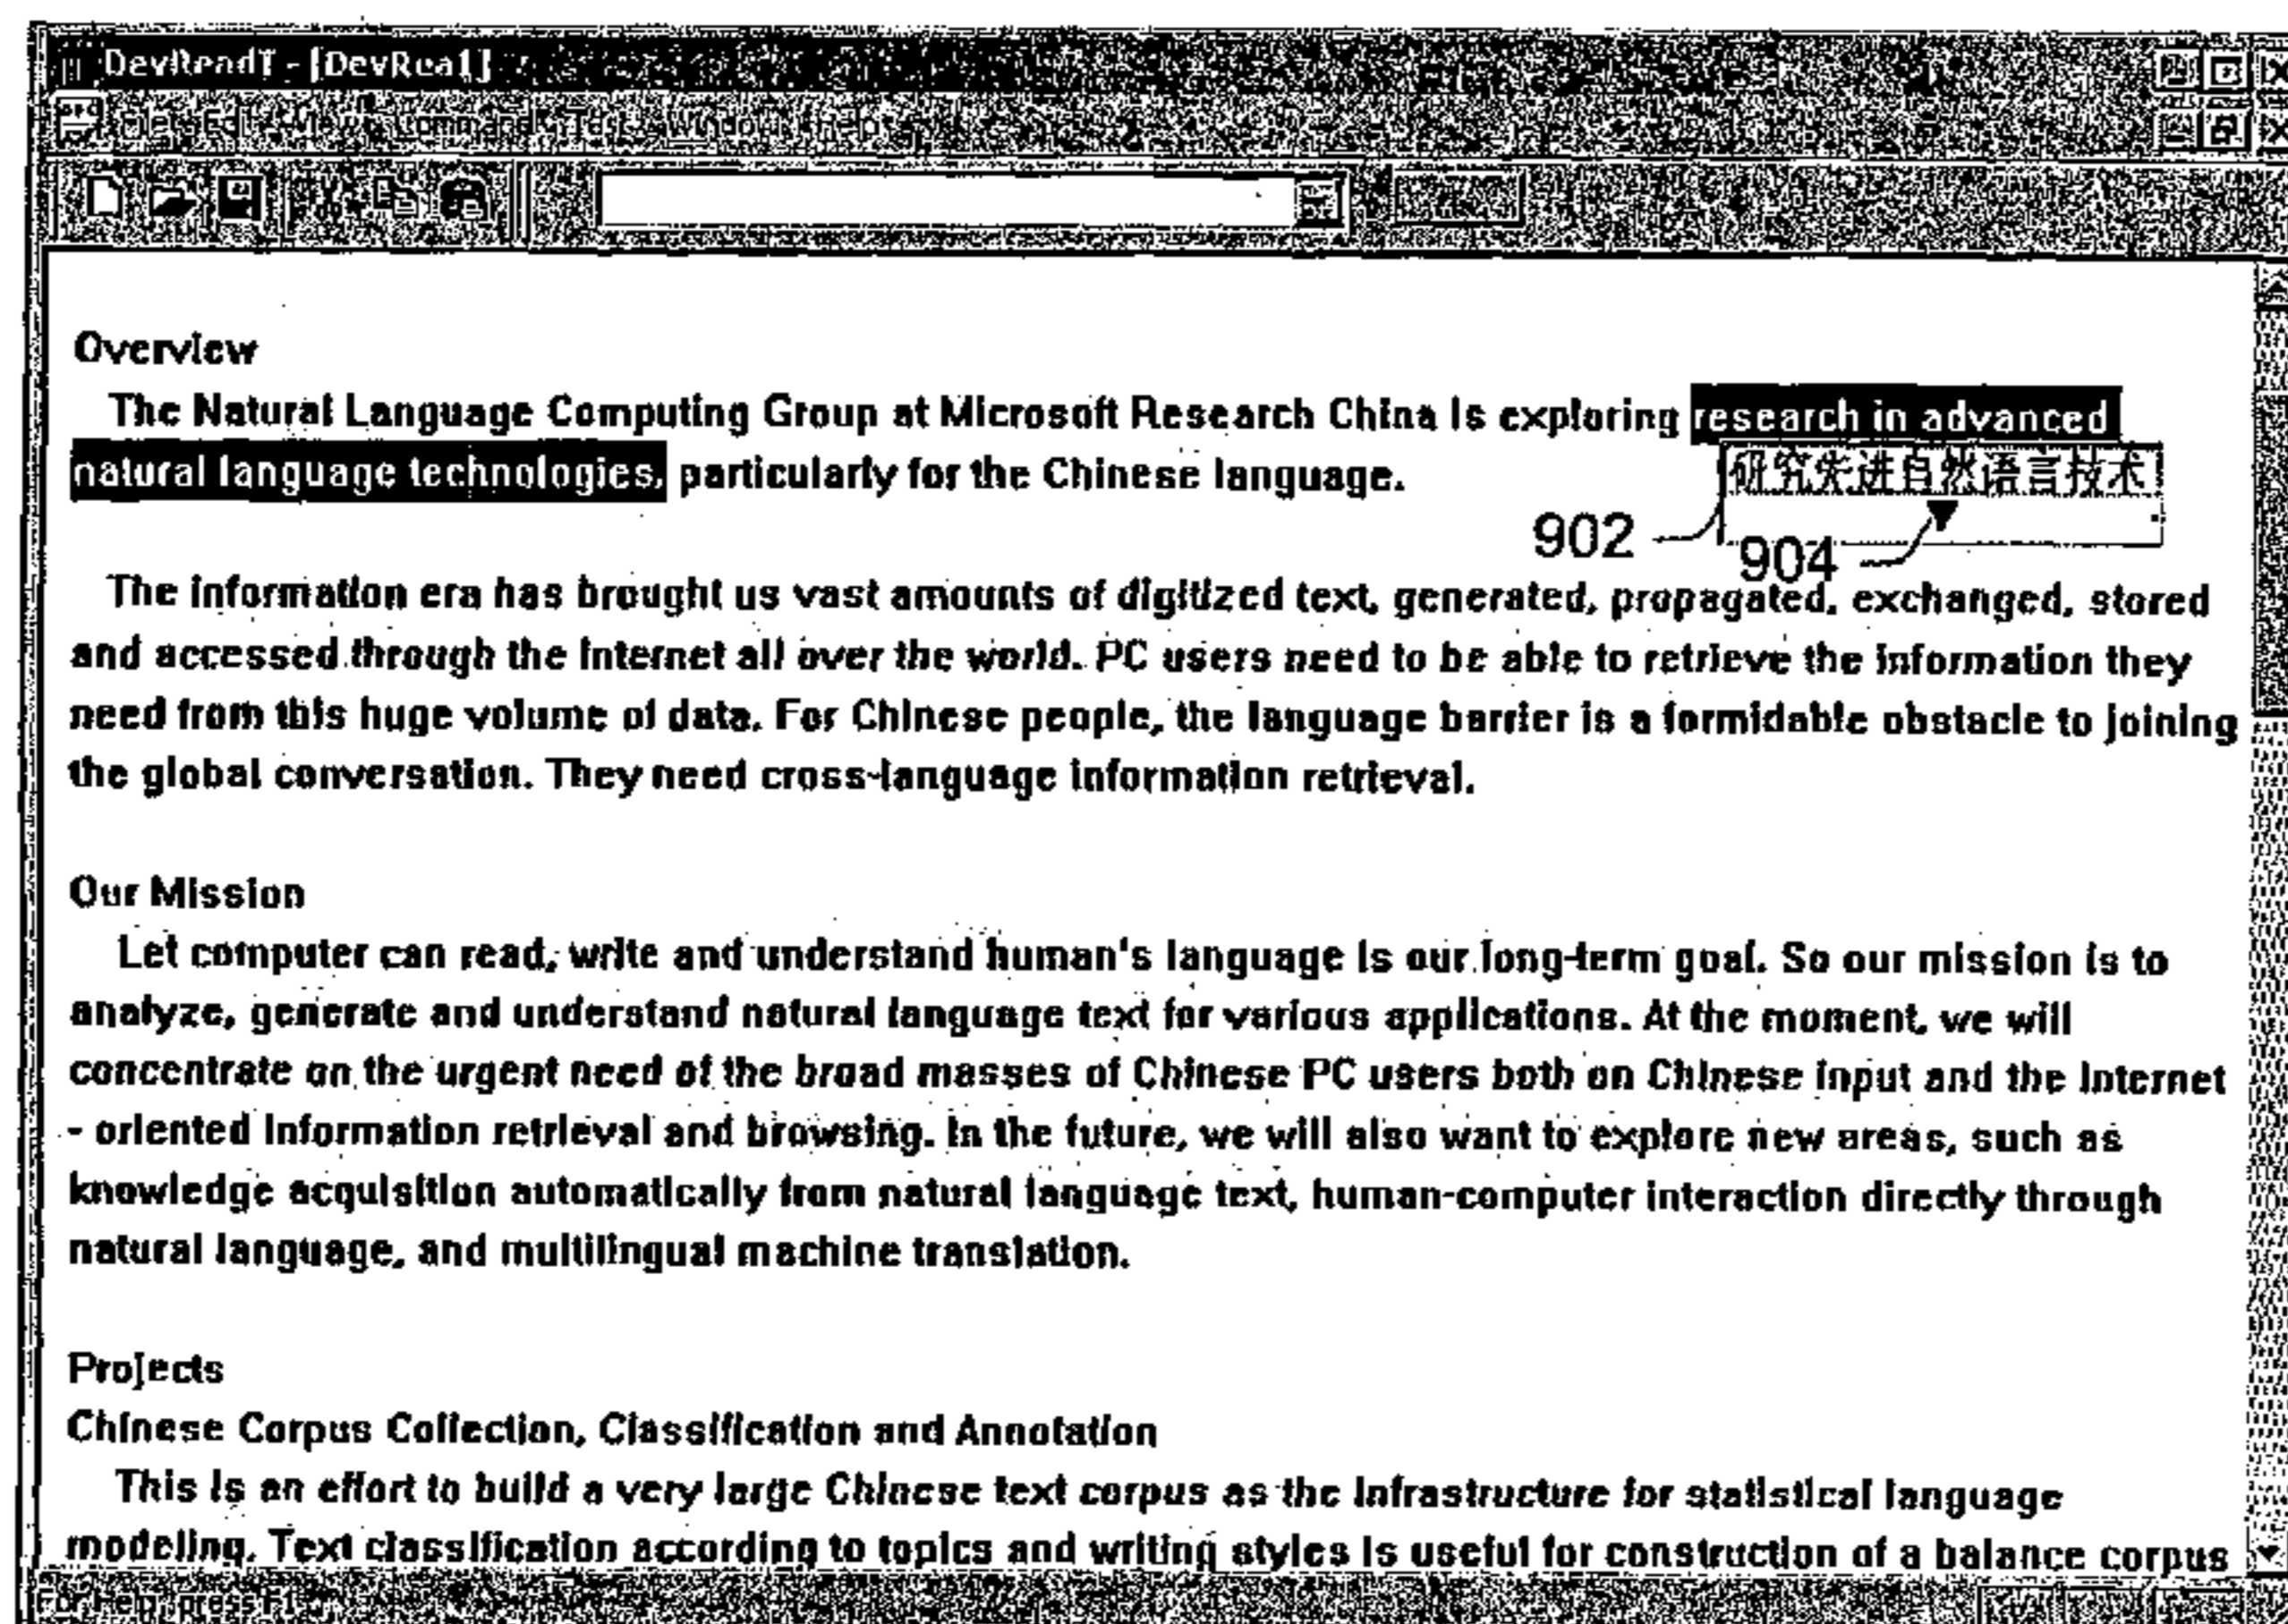 DevReadT - [DevRea1]
Edit View Command Test Window Help
Overview
The Natural Language Computing Group at Microsoft Research China is exploring research in advanced
natural language technologies, particularly for the Chinese language.
研究先进自然语言技术
902
904
The information era has brought us vast amounts of digitized text, generated, propagated, exchanged, stored
and accessed through the Internet all over the world. PC users need to be able to retrieve the information they
need from this huge volume of data. For Chinese people, the language barrier is a formidable obstacle to joining
the global conversation. They need cross-language information retrieval.
Our Mission
Let computer can read, write and understand human's language is our long-term goal. So our mission is to
analyze, generate and understand natural language text for various applications. At the moment, we will
concentrate on the urgent need of the broad masses of Chinese PC users both on Chinese input and the Internet
- oriented information retrieval and browsing. In the future, we will also want to explore new areas, such as
knowledge acquisition automatically from natural language text, human-computer interaction directly through
natural language, and multilingual machine translation.
Projects
Chinese Corpus Collection, Classification and Annotation
This is an effort to build a very large Chinese text corpus as the infrastructure for statistical language
modeling. Text classification according to topics and writing styles is useful for construction of a balance corpus
For Help, press F1